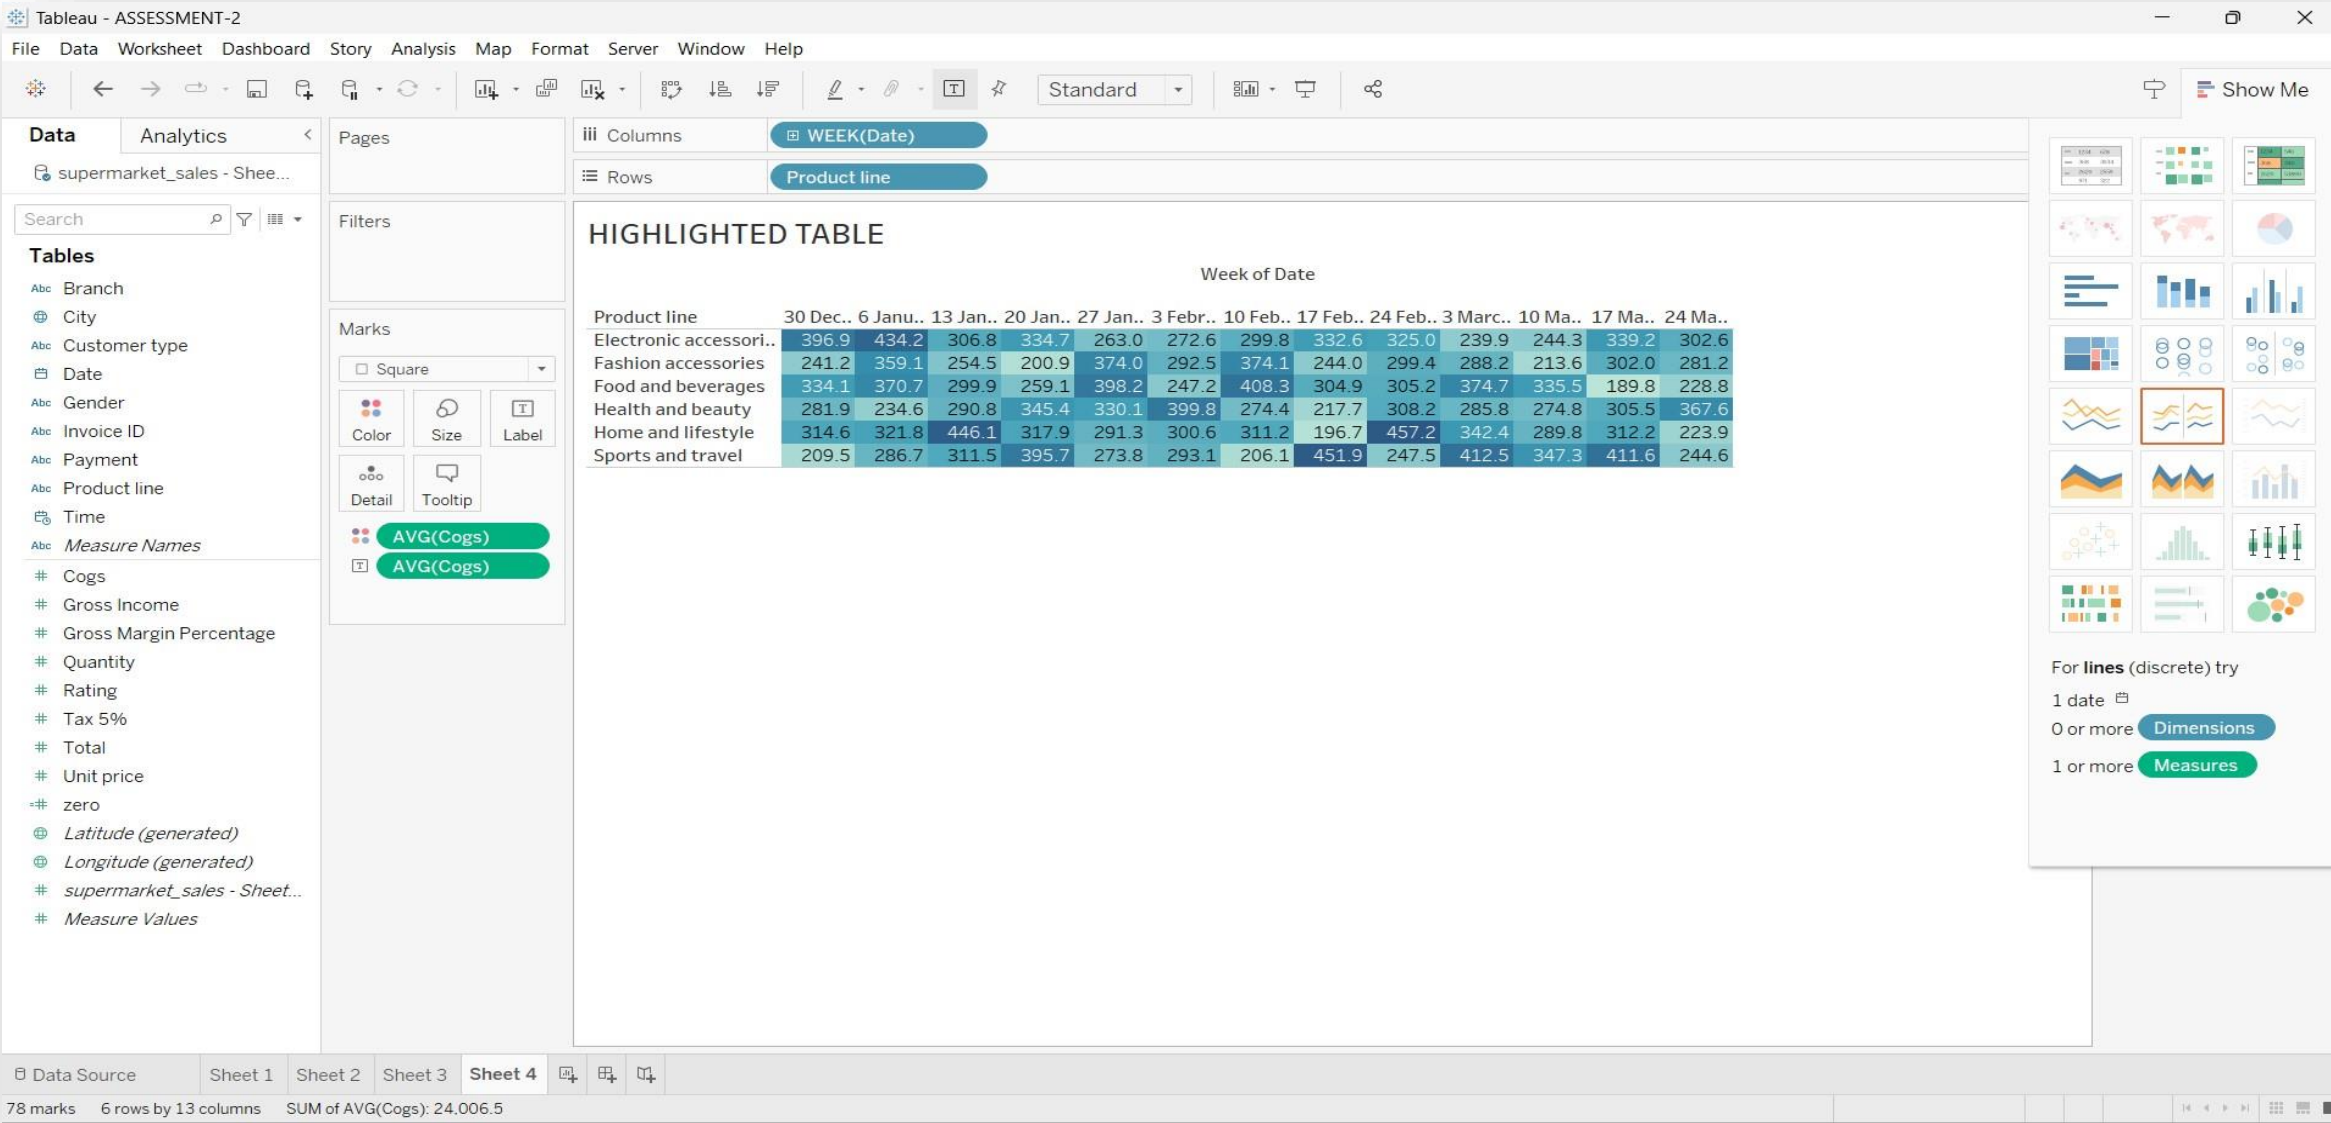 Tableau - ASSESSMENT-2
File Data Worksheet Dashboard Story Analysis Map Format Server Window Help
Standard
Show Me
Data Analytics
supermarket_sales - Shee...
Search
Tables
Abc Branch
City
Abc Customer type
Date
Abc Gender
Abc Invoice ID
Abc Payment
Abc Product line
Time
Abc Measure Names
# Cogs
# Gross Income
# Gross Margin Percentage
# Quantity
# Rating
# Tax 5%
# Total
# Unit price
=# zero
Latitude (generated)
Longitude (generated)
# supermarket_sales - Sheet...
# Measure Values
Pages
Filters
Marks
Square
Color Size Label
Detail Tooltip
AVG(Cogs)
AVG(Cogs)
Columns WEEK(Date)
Rows Product line
HIGHLIGHTED TABLE
Week of Date
Product line 30 Dec.. 6 Janu.. 13 Jan.. 20 Jan.. 27 Jan.. 3 Febr.. 10 Feb.. 17 Feb.. 24 Feb.. 3 Marc.. 10 Ma.. 17 Ma.. 24 Ma..
Electronic accessori.. 396.9 434.2 306.8 334.7 263.0 272.6 299.8 332.6 325.0 239.9 244.3 339.2 302.6
Fashion accessories 241.2 359.1 254.5 200.9 374.0 292.5 374.1 244.0 299.4 288.2 213.6 302.0 281.2
Food and beverages 334.1 370.7 299.9 259.1 398.2 247.2 408.3 304.9 305.2 374.7 335.5 189.8 228.8
Health and beauty 281.9 234.6 290.8 345.4 330.1 399.8 274.4 217.7 308.2 285.8 274.8 305.5 367.6
Home and lifestyle 314.6 321.8 446.1 317.9 291.3 300.6 311.2 196.7 457.2 342.4 289.8 312.2 223.9
Sports and travel 209.5 286.7 311.5 395.7 273.8 293.1 206.1 451.9 247.5 412.5 347.3 411.6 244.6
For lines (discrete) try
1 date
0 or more Dimensions
1 or more Measures
Data Source Sheet 1 Sheet 2 Sheet 3 Sheet 4
78 marks 6 rows by 13 columns SUM of AVG(Cogs): 24,006.5